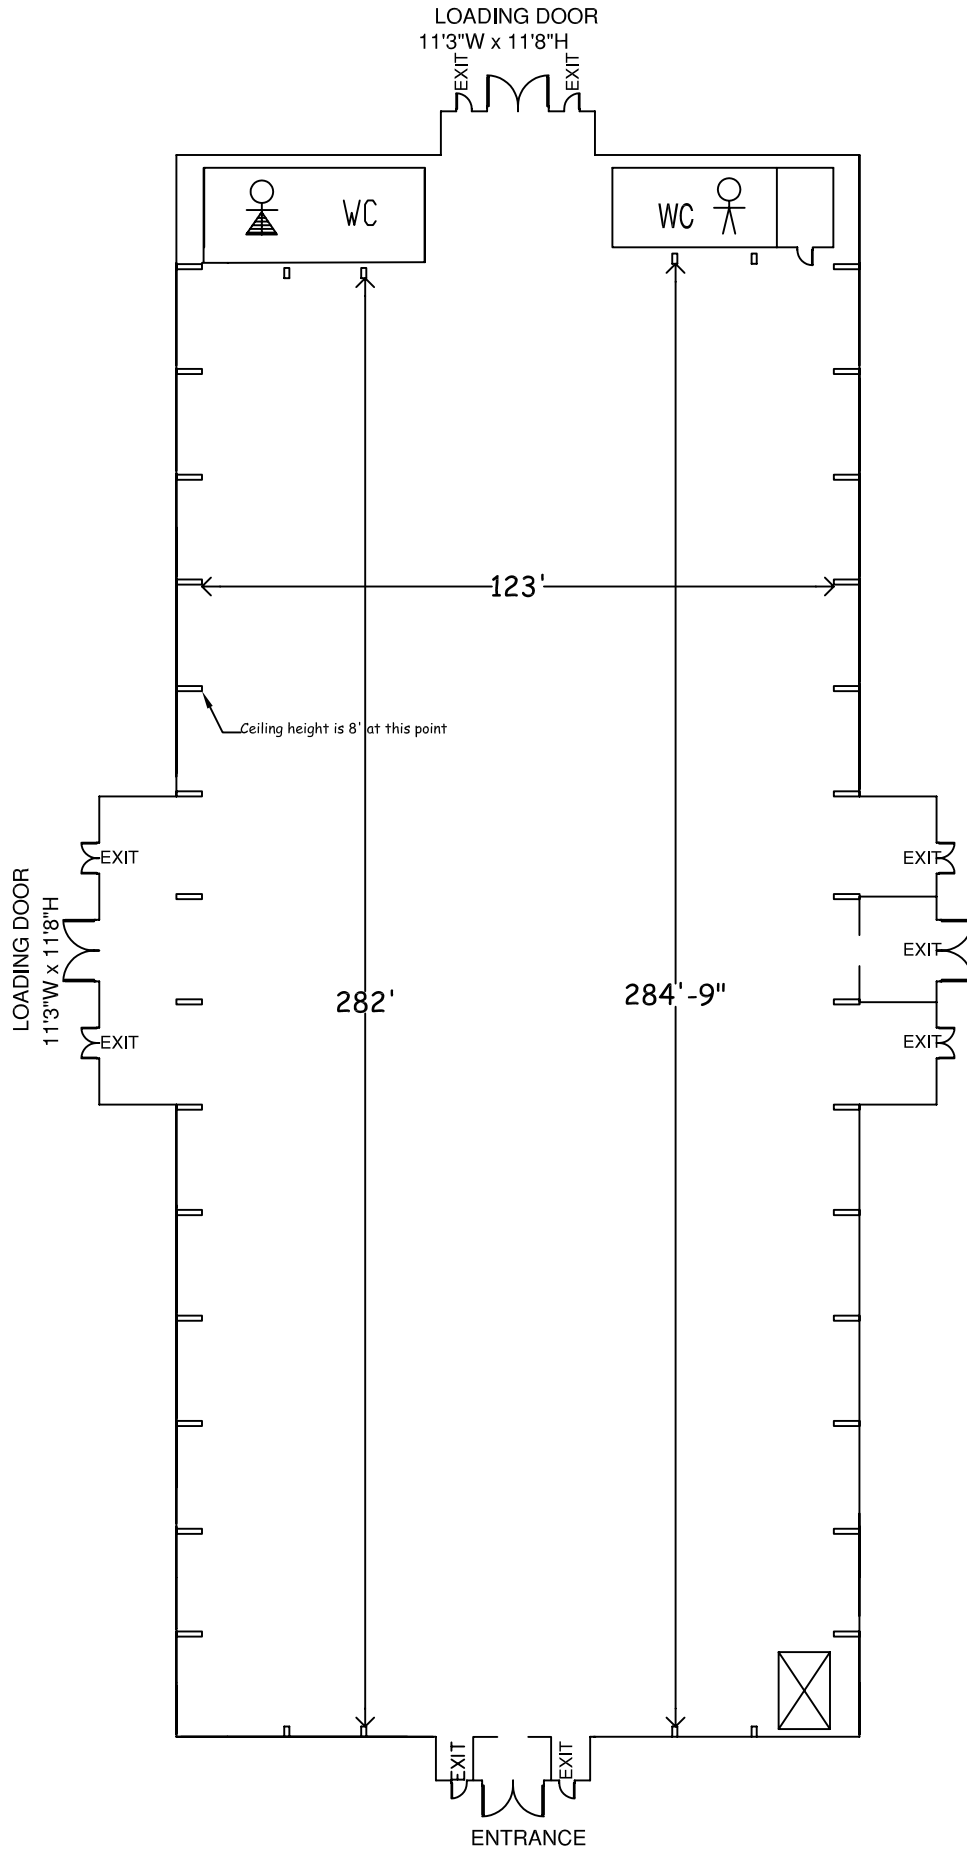 LOADING DOOR
11'3"W x 11'8"H
EXIT
EXIT
WC
WC
123'
Ceiling height is 8' at this point
EXIT
EXIT
LOADING DOOR
11'3"W x 11'8"H
EXIT
282'
284'-9"
EXIT
EXIT
EXIT
EXIT
ENTRANCE